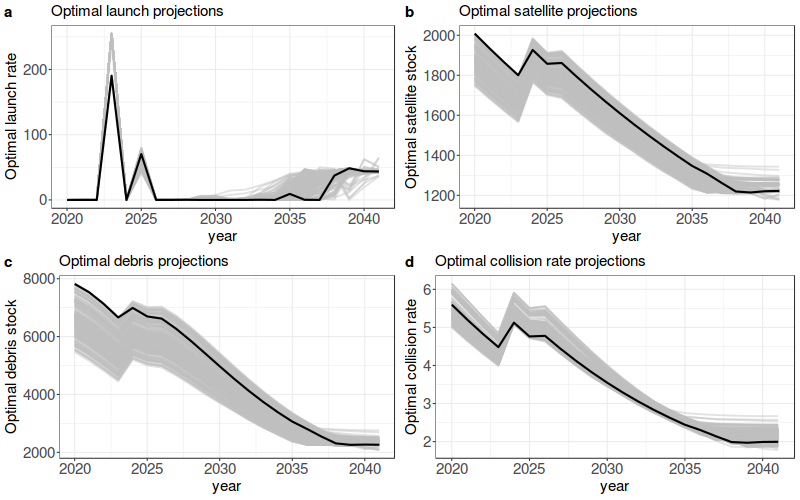 a Optimal launch projections
Optimal launch rate
200
100
0
2020 2025 2030 2035 2040
year
b Optimal satellite projections
Optimal satellite stock
2000
1800
1600
1400
1200
2020 2025 2030 2035 2040
year
c Optimal debris projections
Optimal debris stock
8000
6000
4000
2000
2020 2025 2030 2035 2040
year
d Optimal collision rate projections
Optimal collision rate
6
5
4
3
2
2020 2025 2030 2035 2040
year